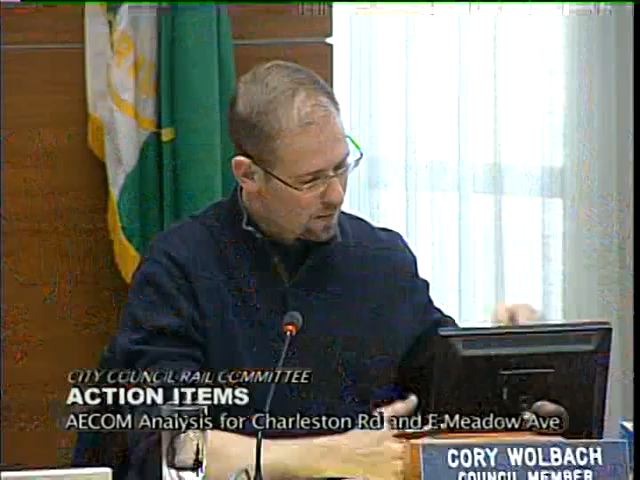 CITY COUNCIL RAIL COMMITTEE
ACTION ITEMS
AECOM Analysis for Charleston Rd and E Meadow Ave
CORY WOLBACH
COUNCIL MEMBER